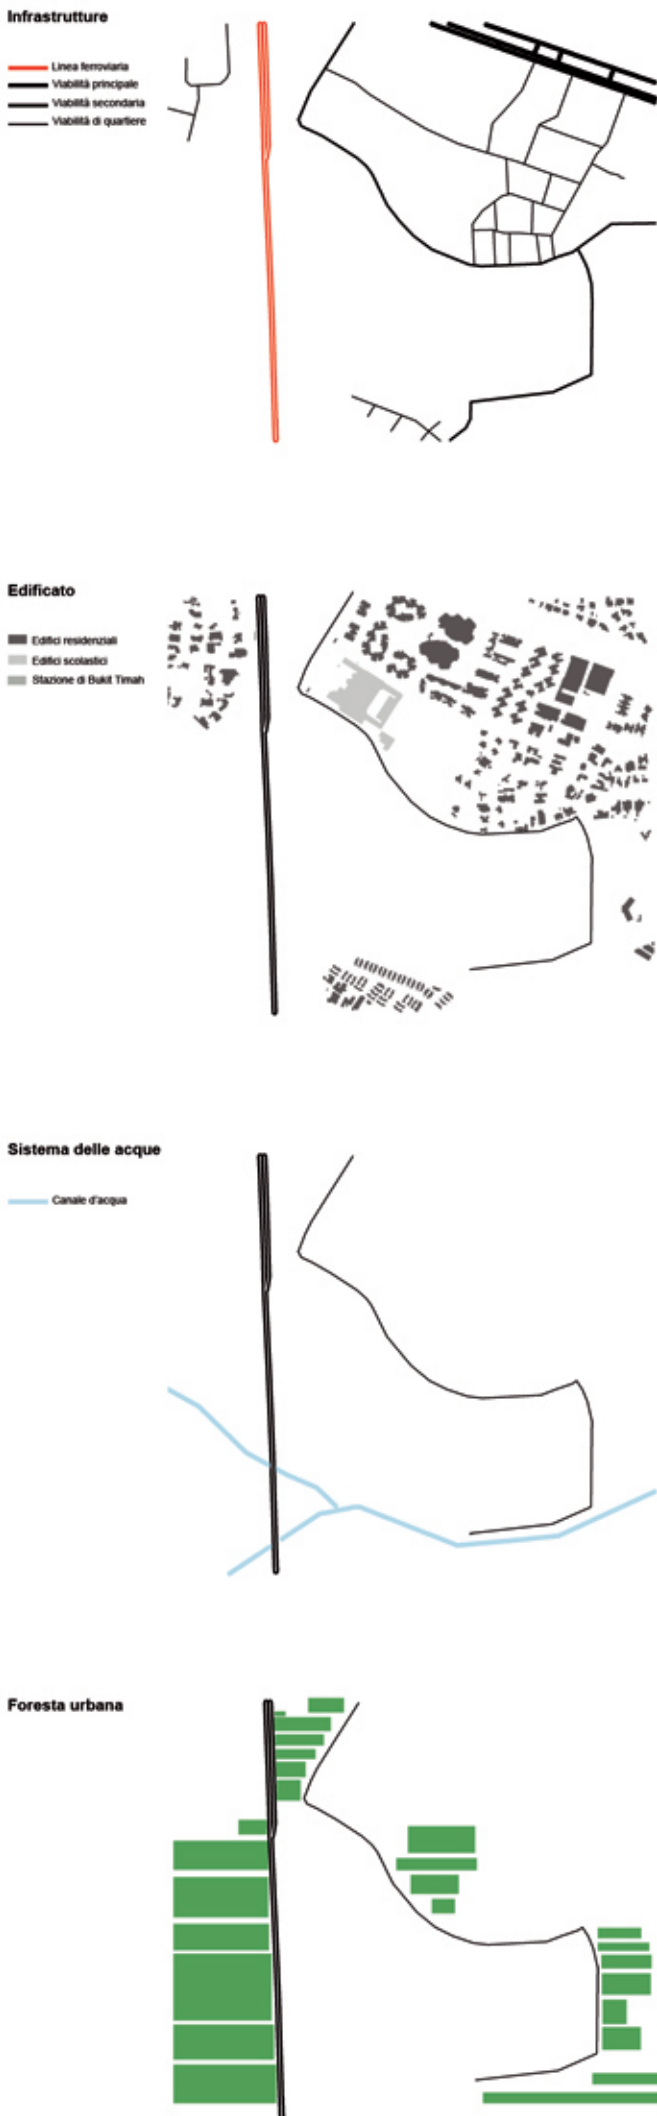 Infrastrutture
Linea ferroviaria
Viabilità principale
Viabilità secondaria
Viabilità di quartiere
Edificato
Edifici residenziali
Edifici scolastici
Stazione di Bukit Timah
Sistema delle acque
Canale d'acqua
Foresta urbana